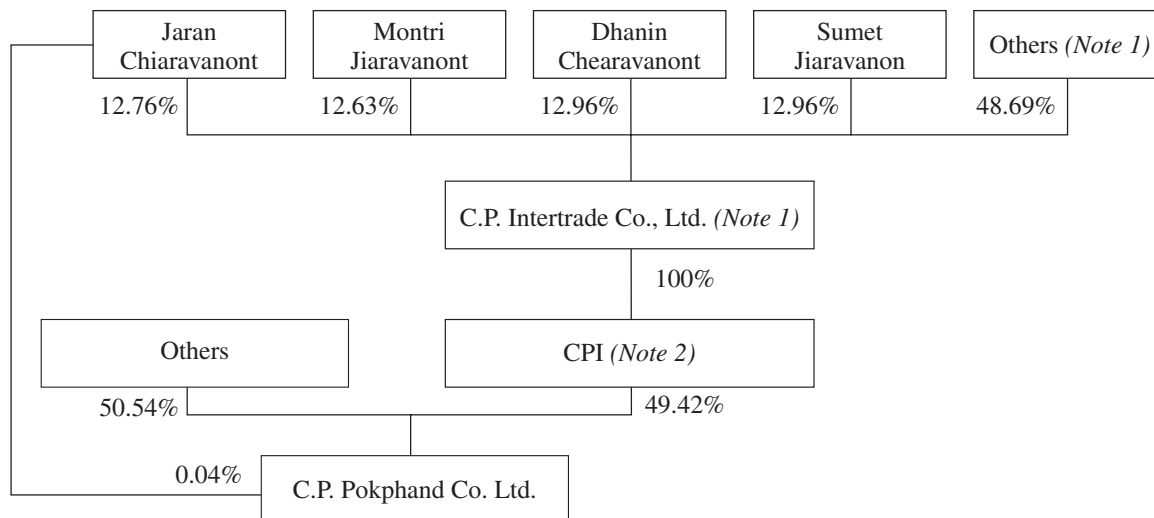 Jaran
Chiaravanont
Montri
Jiaravanont
Dhanin
Chearavanont
Sumet
Jiaravanon
Others (Note 1)
12.76%
12.63%
12.96%
12.96%
48.69%
C.P. Intertrade Co., Ltd. (Note 1)
100%
Others
CPI (Note 2)
50.54%
49.42%
0.04%
C.P. Pokphand Co. Ltd.